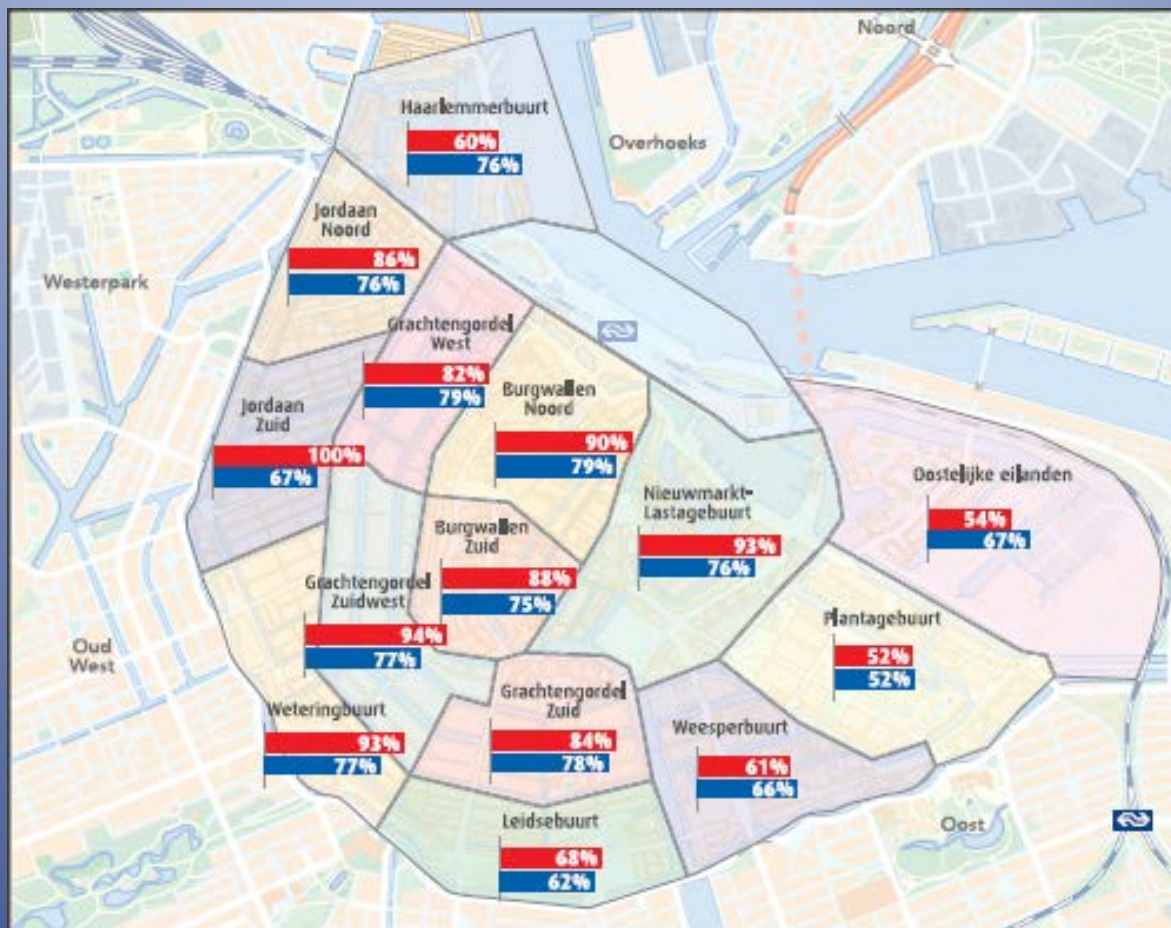 Noord
Haarlemmerbuurt
60%
76%
Overhoeks
Jordaan
Noord
86%
76%
Westerpark
Grachtengordel
West
82%
79%
Burgwallen
Noord
90%
79%
Jordaan
Zuid
100%
67%
Nieuwmarkt-
Lastagebuurt
93%
76%
Oostelijke eilanden
54%
67%
Burgwallen
Zuid
88%
75%
Grachtengordel
Zuidwest
94%
77%
Plantagebuurt
52%
52%
Oud
West
Grachtengordel
Zuid
84%
78%
Weteringbuurt
93%
77%
Weesperbuurt
61%
66%
Leidsebuurt
68%
62%
Oost